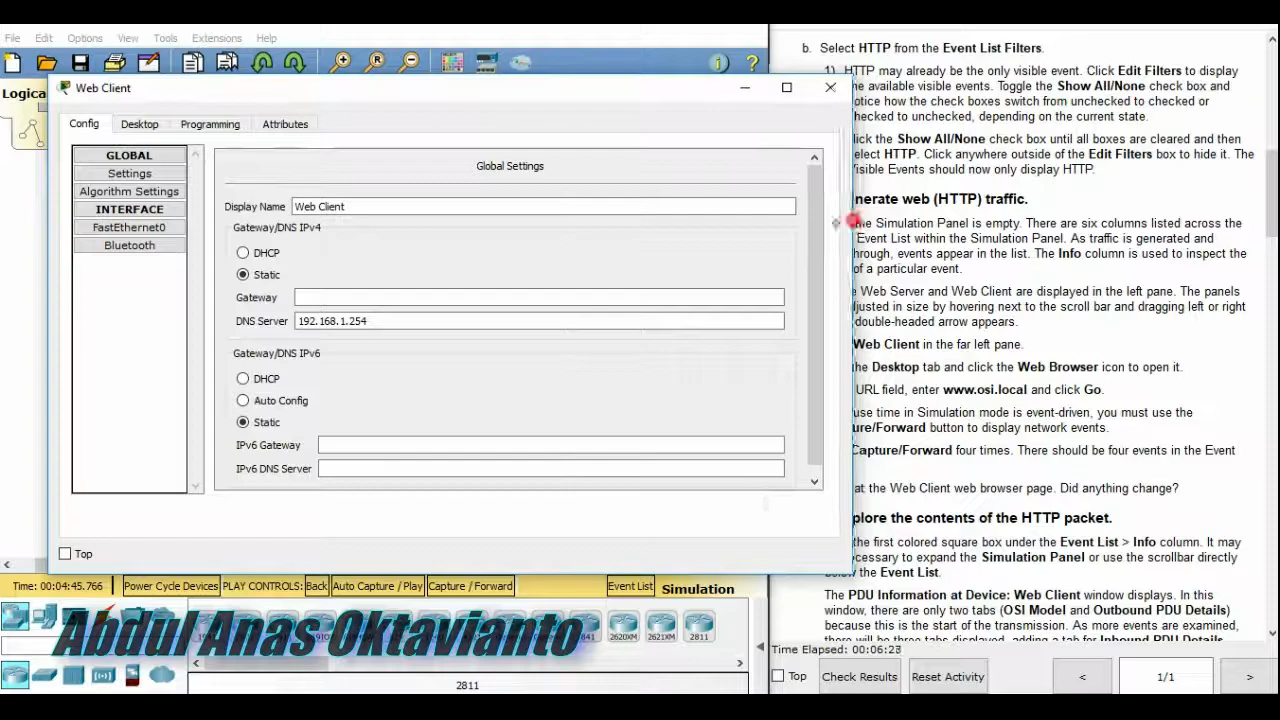 File Edit Options View Tools Extensions Help
Logica
Web Client
Config Desktop Programming Attributes
GLOBAL
Settings
Algorithm Settings
INTERFACE
FastEthernet0
Bluetooth
Global Settings
Display Name Web Client
Gateway/DNS IPv4
DHCP
Static
Gateway
DNS Server 192.168.1.254
Gateway/DNS IPv6
DHCP
Auto Config
Static
IPv6 Gateway
IPv6 DNS Server
Top
Time: 00:04:45.766 Power Cycle Devices PLAY CONTROLS: Back Auto Capture / Play Capture / Forward Event List Simulation
Abdul Anas Oktavianto
2620XM 2621XM 2811
2811
b. Select HTTP from the Event List Filters.
1) HTTP may already be the only visible event. Click Edit Filters to display
e available visible events. Toggle the Show All/None check box and
otice how the check boxes switch from unchecked to checked or
hecked to unchecked, depending on the current state.
lick the Show All/None check box until all boxes are cleared and then
elect HTTP. Click anywhere outside of the Edit Filters box to hide it. The
isible Events should now only display HTTP.
nerate web (HTTP) traffic.
he Simulation Panel is empty. There are six columns listed across the
Event List within the Simulation Panel. As traffic is generated and
hrough, events appear in the list. The Info column is used to inspect the
of a particular event.
e Web Server and Web Client are displayed in the left pane. The panels
djusted in size by hovering next to the scroll bar and dragging left or right
double-headed arrow appears.
Web Client in the far left pane.
he Desktop tab and click the Web Browser icon to open it.
URL field, enter www.osi.local and click Go.
use time in Simulation mode is event-driven, you must use the
ure/Forward button to display network events.
Capture/Forward four times. There should be four events in the Event
at the Web Client web browser page. Did anything change?
plore the contents of the HTTP packet.
the first colored square box under the Event List > Info column. It may
cessary to expand the Simulation Panel or use the scrollbar directly
below the Event List.
The PDU Information at Device: Web Client window displays. In this
window, there are only two tabs (OSI Model and Outbound PDU Details)
because this is the start of the transmission. As more events are examined,
there will be three tabs displayed, adding a tab for Inbound PDU Details.
Time Elapsed: 00:06:23
Top Check Results Reset Activity < 1/1 >